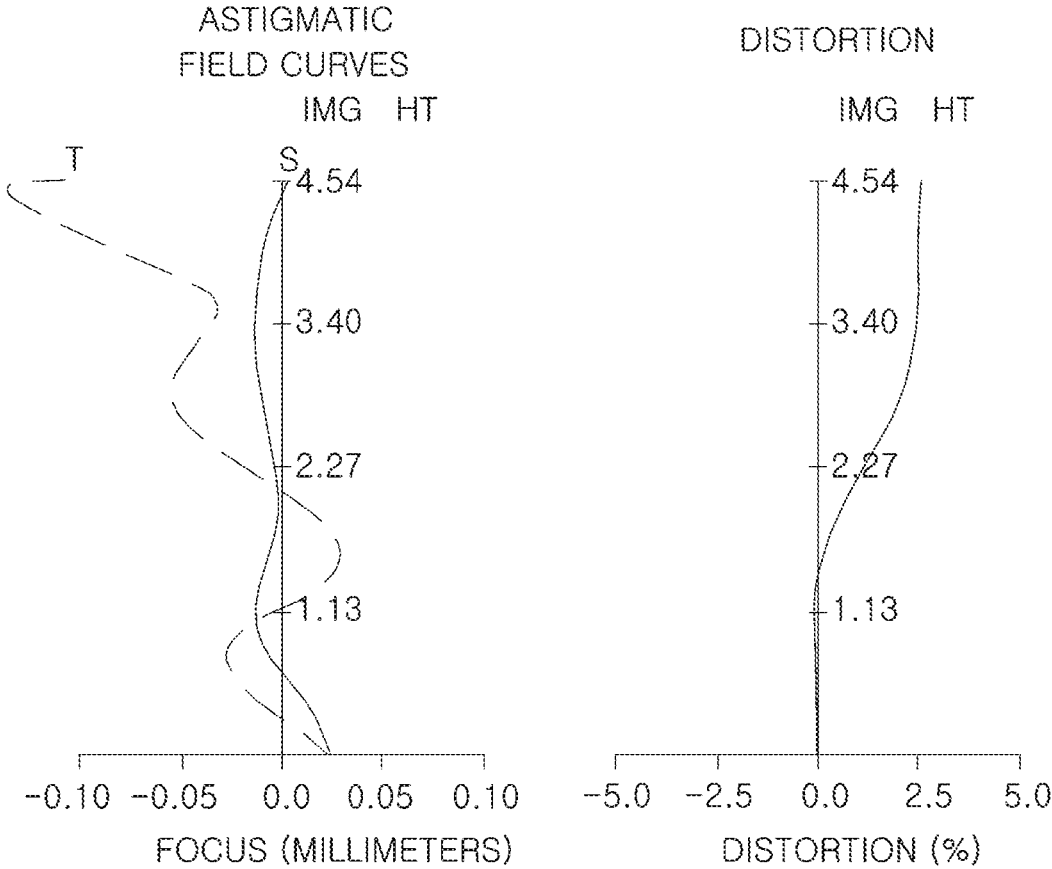 ASTIGMATIC
FIELD CURVES
IMG HT
T
S
4.54
3.40
2.27
1.13
-0.10 -0.05 0.0 0.05 0.10
FOCUS (MILLIMETERS)
DISTORTION
IMG HT
4.54
3.40
2.27
1.13
-5.0 -2.5 0.0 2.5 5.0
DISTORTION (%)